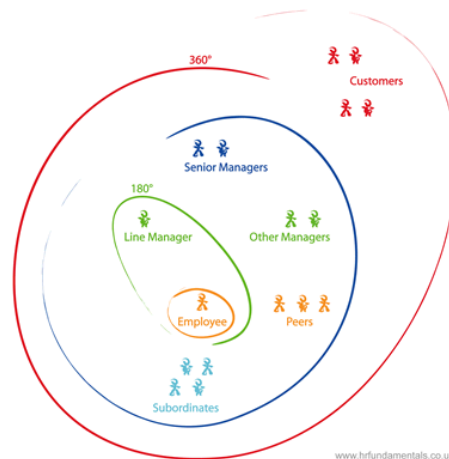 360°
Customers
Senior Managers
180°
Line Manager
Other Managers
Employee
Peers
Subordinates
www.hrfundamentals.co.u